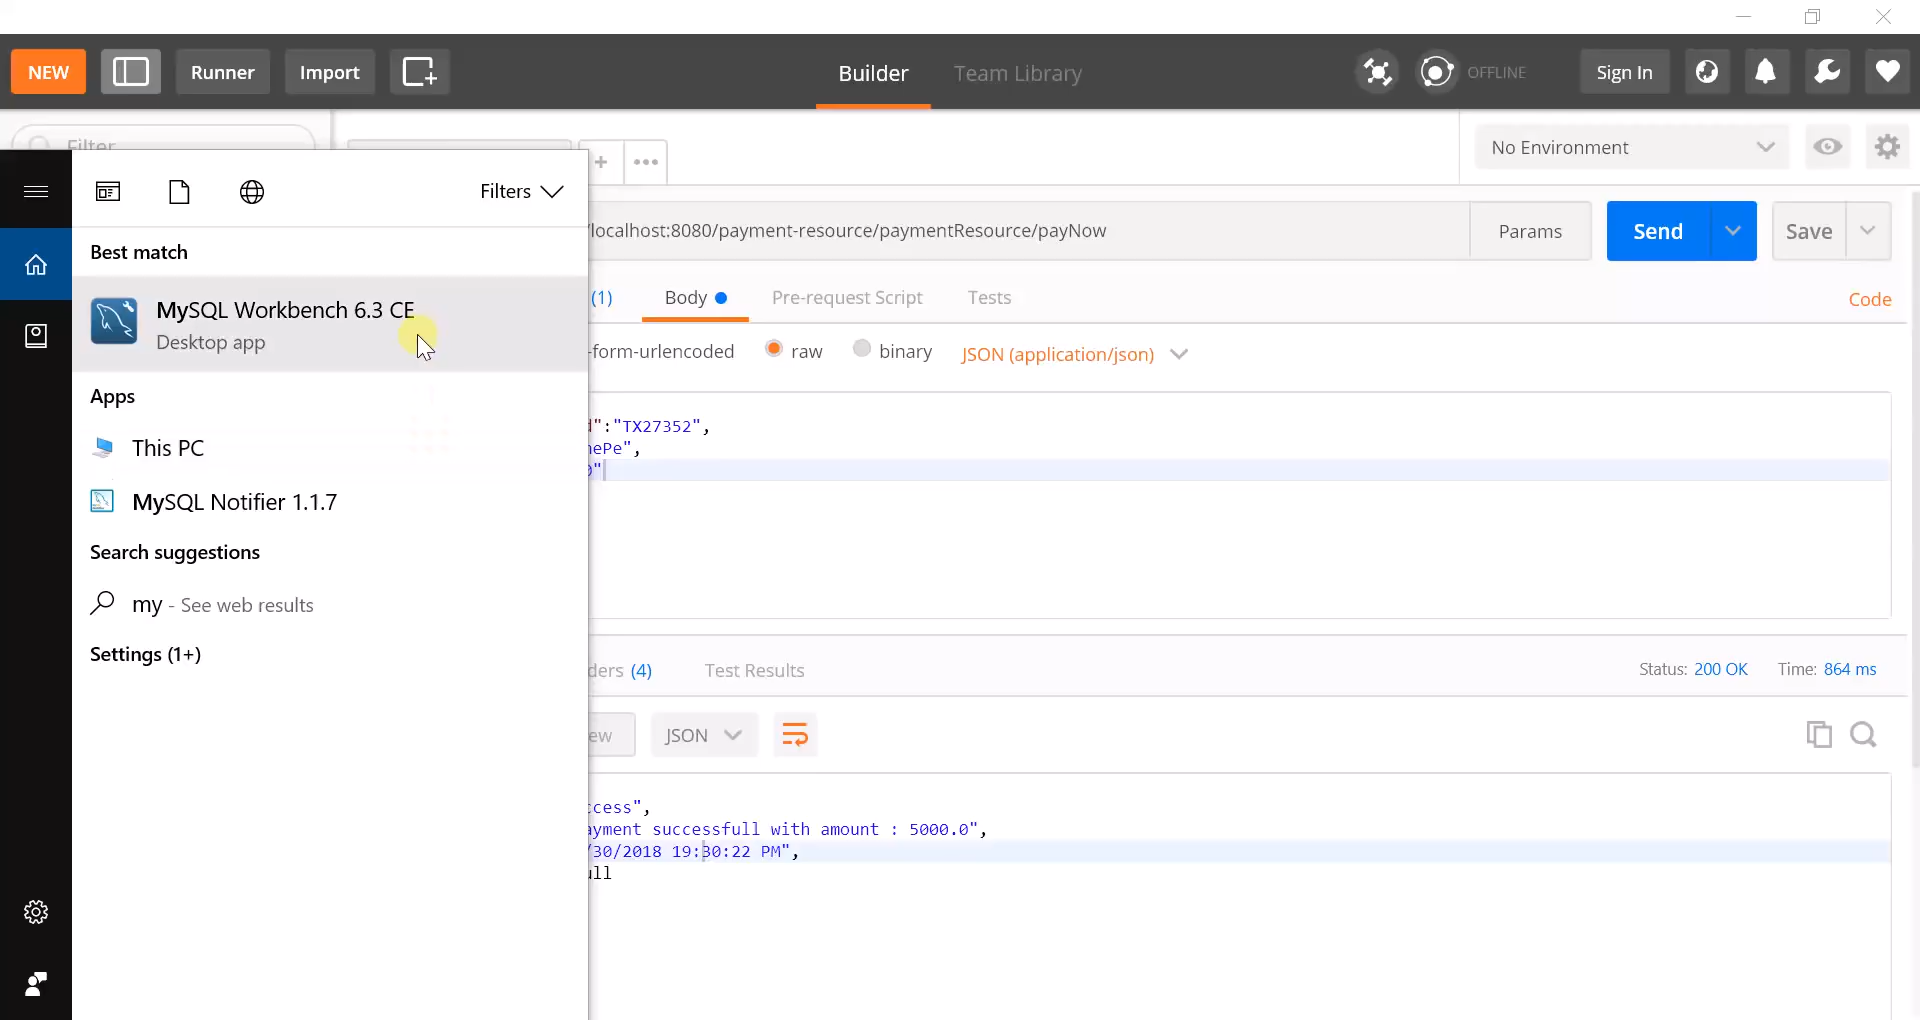 NEW
Runner
Import
Builder
Team Library
OFFLINE
Sign In
Filter
No Environment
Filters
Best match
MySQL Workbench 6.3 CE
Desktop app
Apps
This PC
MySQL Notifier 1.1.7
Search suggestions
my - See web results
Settings (1+)
/localhost:8080/payment-resource/paymentResource/payNow
Params
Send
Save
(1)
Body
Pre-request Script
Tests
Code
-form-urlencoded
raw
binary
JSON (application/json)
":"TX27352",
ePe",
"
ders (4)
Test Results
Status: 200 OK
Time: 864 ms
ew
JSON
cess",
ayment successfull with amount : 5000.0",
/30/2018 19:30:22 PM",
ull